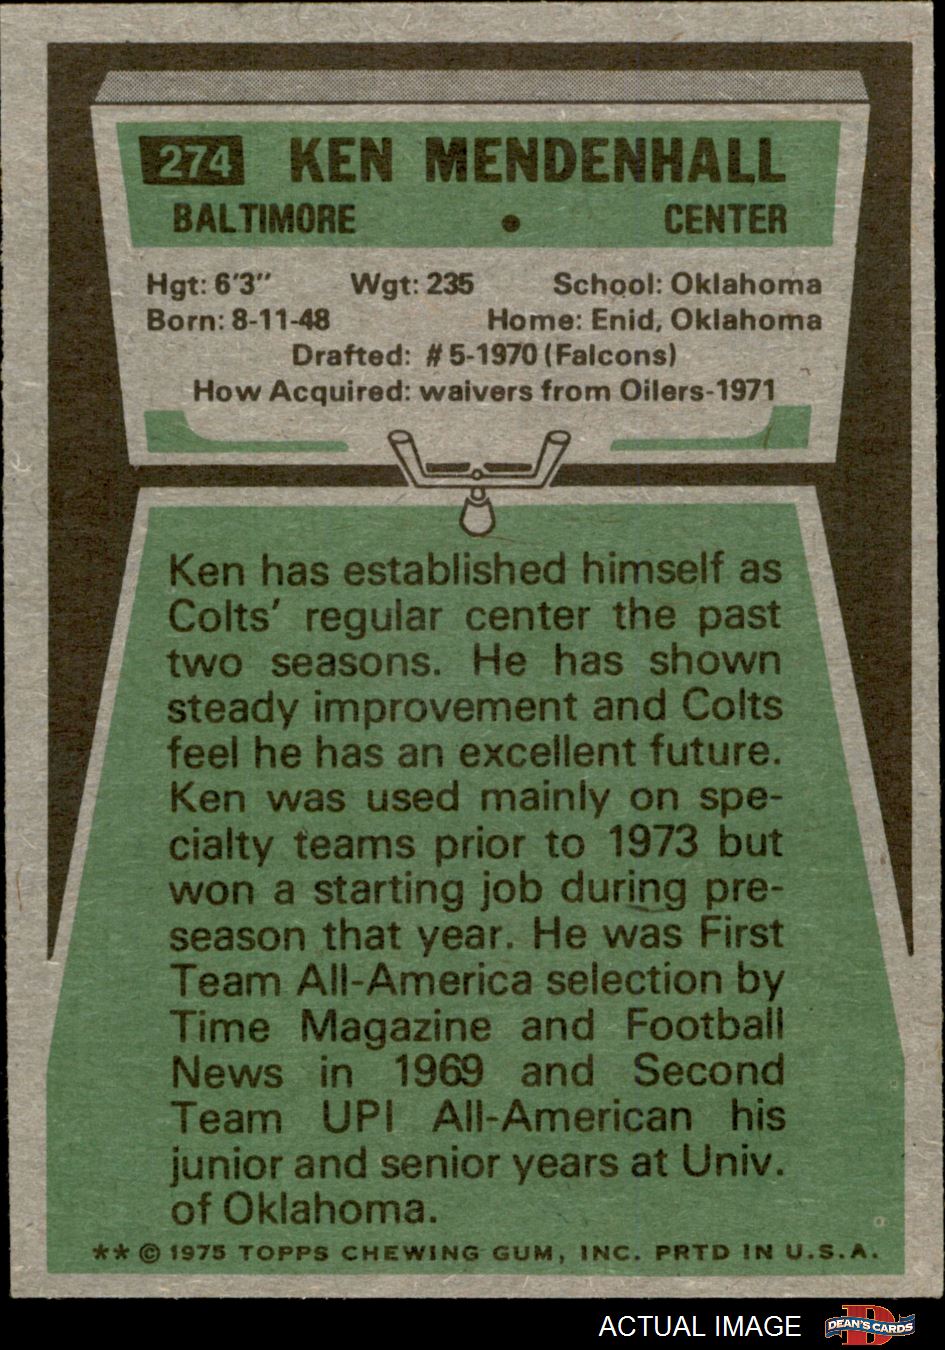 274 KEN MENDENHALL
BALTIMORE • CENTER
Hgt: 6'3" Wgt: 235 School: Oklahoma
Born: 8-11-48 Home: Enid, Oklahoma
Drafted: #5-1970 (Falcons)
How Acquired: waivers from Oilers-1971
Ken has established himself as
Colts' regular center the past
two seasons. He has shown
steady improvement and Colts
feel he has an excellent future.
Ken was used mainly on spe-
cialty teams prior to 1973 but
won a starting job during pre-
season that year. He was First
Team All-America selection by
Time Magazine and Football
News in 1969 and Second
Team UPI All-American his
junior and senior years at Univ.
of Oklahoma.
** © 1975 TOPPS CHEWING GUM, INC. PRTD IN U.S.A.
ACTUAL IMAGE DEAN'S CARDS